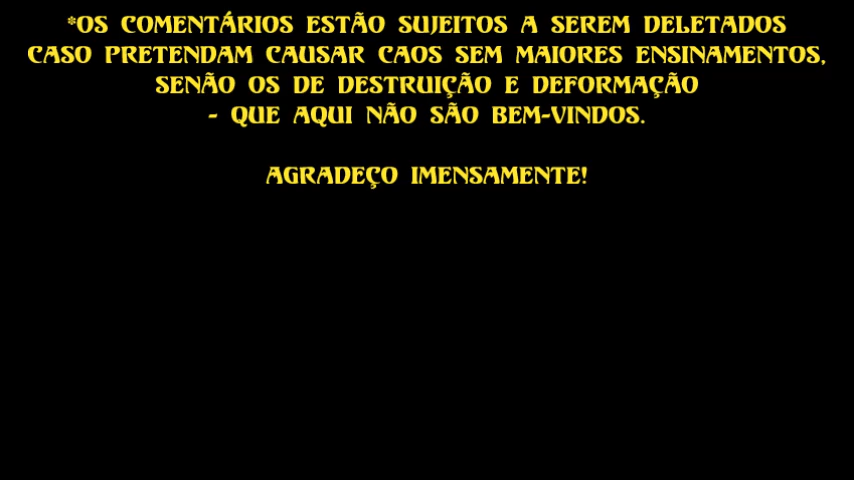 *OS COMENTÁRIOS ESTÃO SUJEITOS A SEREM DELETADOS
CASO PRETENDAM CAUSAR CAOS SEM MAIORES ENSINAMENTOS,
SENÃO OS DE DESTRUIÇÃO E DEFORMAÇÃO
- QUE AQUI NÃO SÃO BEM-VINDOS.
AGRADEÇO IMENSAMENTE!